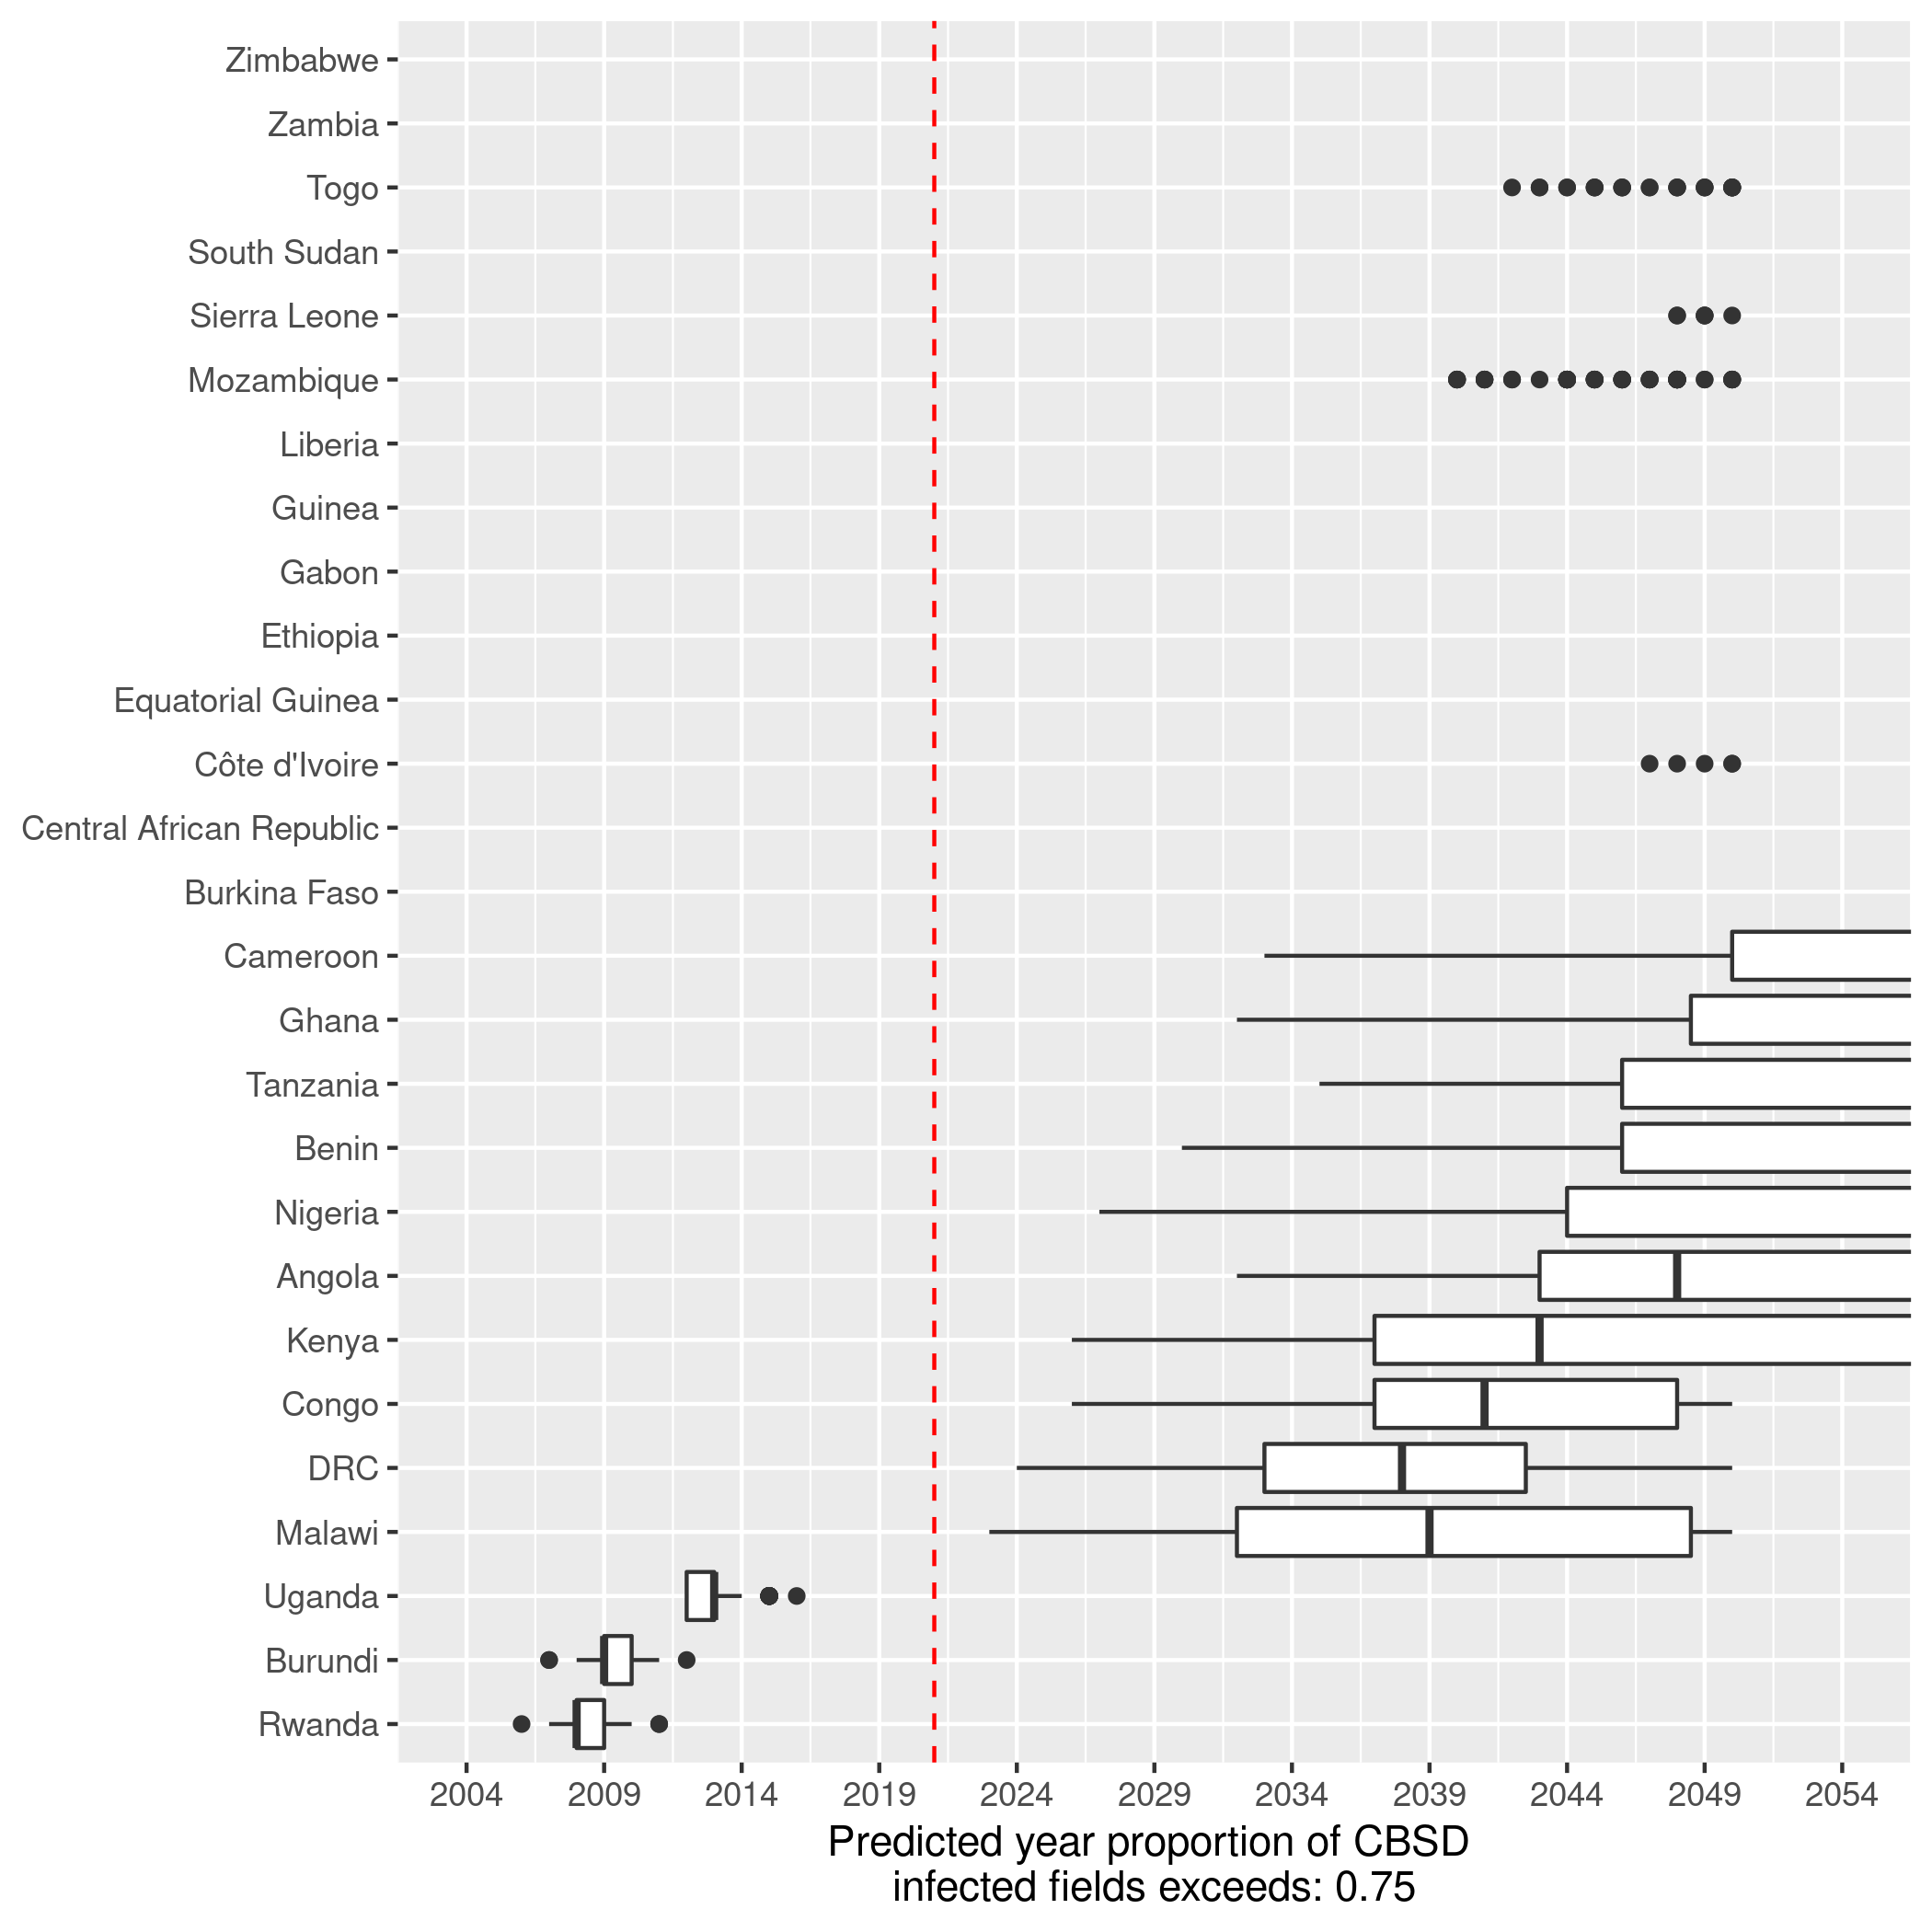 Zimbabwe
Zambia
Togo
South Sudan
Sierra Leone
Mozambique
Liberia
Guinea
Gabon
Ethiopia
Equatorial Guinea
Côte d'Ivoire
Central African Republic
Burkina Faso
Cameroon
Ghana
Tanzania
Benin
Nigeria
Angola
Kenya
Congo
DRC
Malawi
Uganda
Burundi
Rwanda
2004 2009 2014 2019 2024 2029 2034 2039 2044 2049 2054
Predicted year proportion of CBSD
infected fields exceeds: 0.75